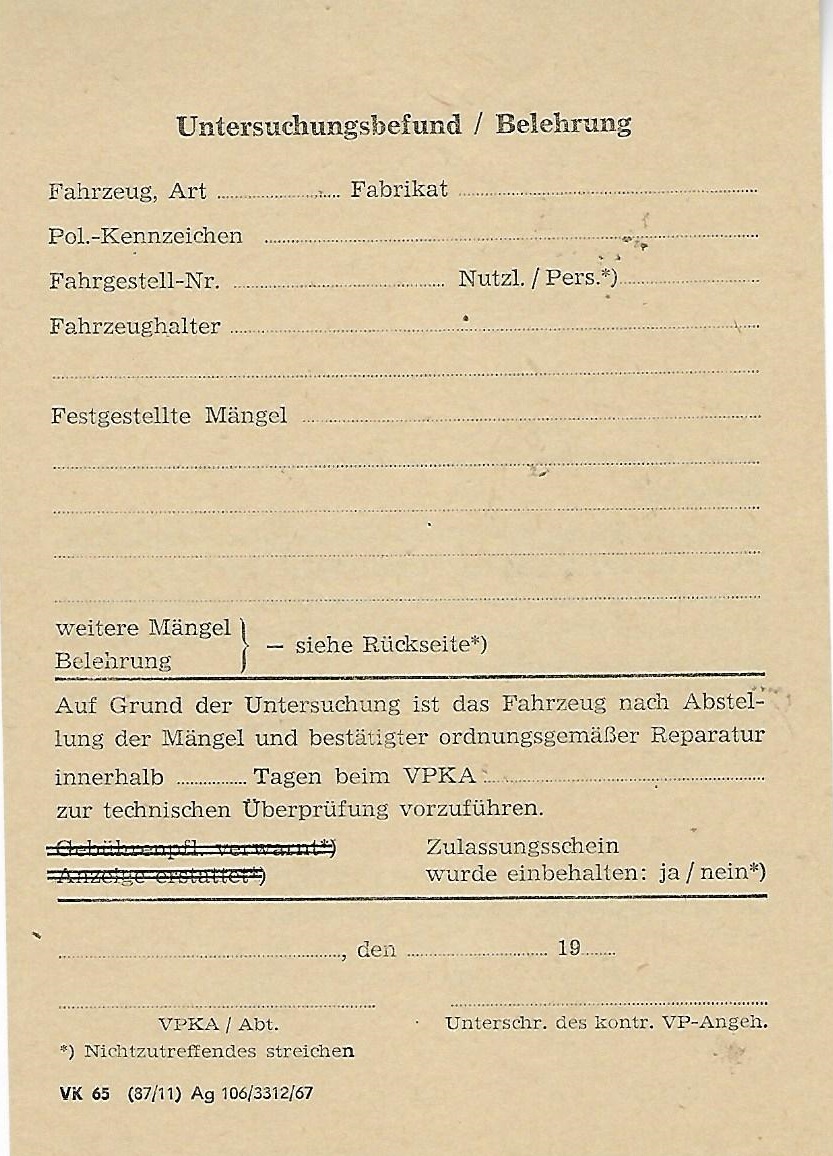 Untersuchungsbefund / Belehrung
Fahrzeug, Art .................... Fabrikat ..................................................
Pol.-Kennzeichen ..................................................
Fahrgestell-Nr. .................................... Nutzl. / Pers.*)........................
Fahrzeughalter ..................................................
Festgestellte Mängel ..................................................
weitere Mängel
Belehrung } — siehe Rückseite*)
Auf Grund der Untersuchung ist das Fahrzeug nach Abstel-
lung der Mängel und bestätigter ordnungsgemäßer Reparatur
innerhalb ............ Tagen beim VPKA ..................................................
zur technischen Überprüfung vorzuführen.
Gebührenpfl. verwarnt*) Zulassungsschein
Anzeige erstattet*) wurde einbehalten: ja / nein*)
.................................................., den ........................ 19......
VPKA / Abt. Unterschr. des kontr. VP-Angeh.
*) Nichtzutreffendes streichen
VK 65 (87/11) Ag 106/3312/67